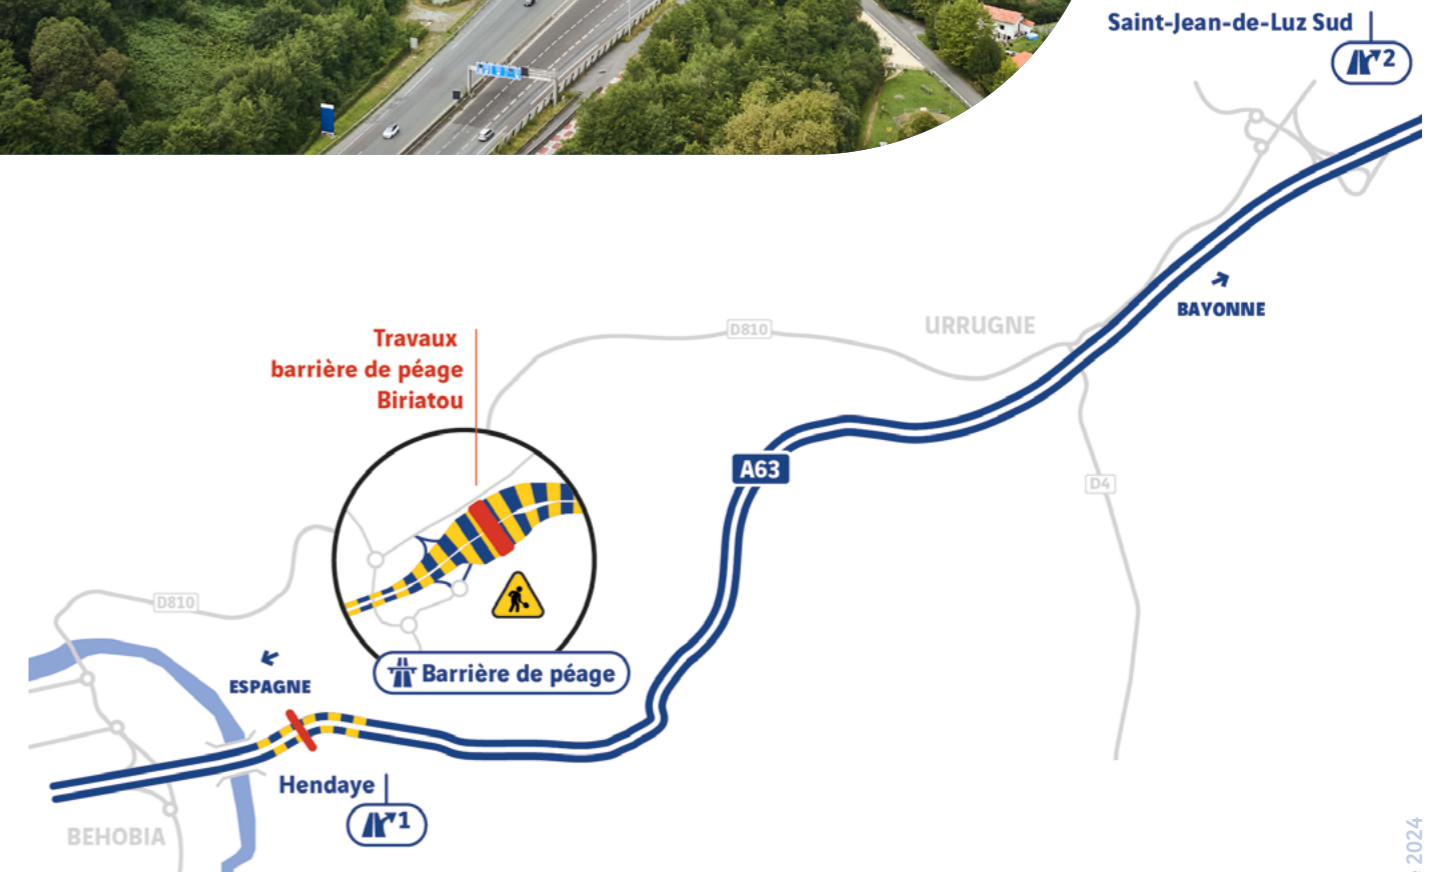 Saint-Jean-de-Luz Sud
2
BAYONNE
URRUGNE
D810
Travaux
barrière de péage
Biriatou
A63
D4
D810
Barrière de péage
ESPAGNE
Hendaye
1
BEHOBIA
2024